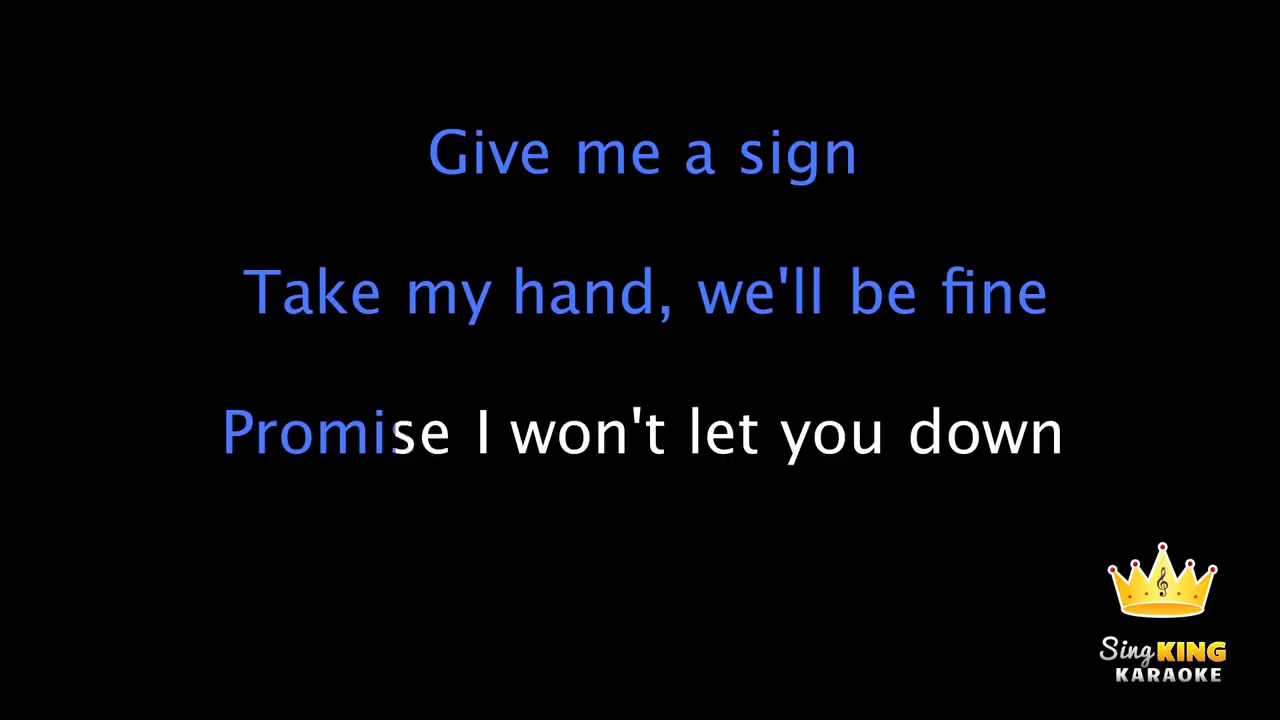 Give me a sign
Take my hand, we'll be fine
Promise I won't let you down
Sing KING
KARAOKE